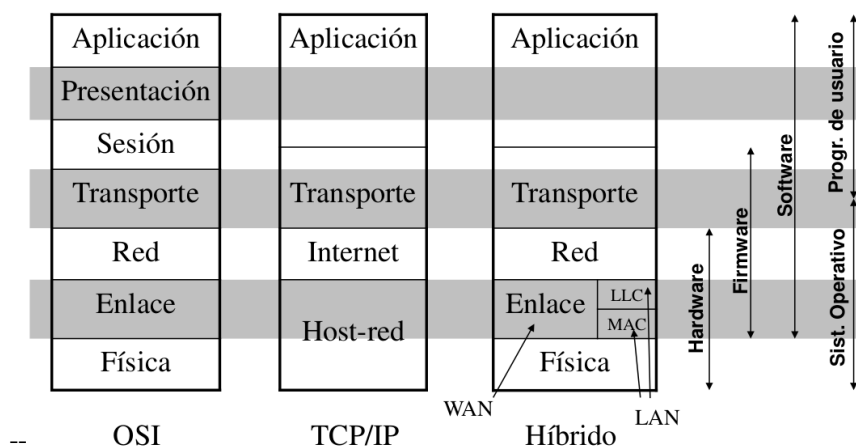 Aplicación Aplicación Aplicación
Presentación
Sesión
Transporte Transporte Transporte
Red Internet Red
Enlace Host-red Enlace LLC
MAC
Física Física
WAN LAN
-- OSI TCP/IP Híbrido
Hardware
Firmware
Software
Progr. de usuario
Sist. Operativo